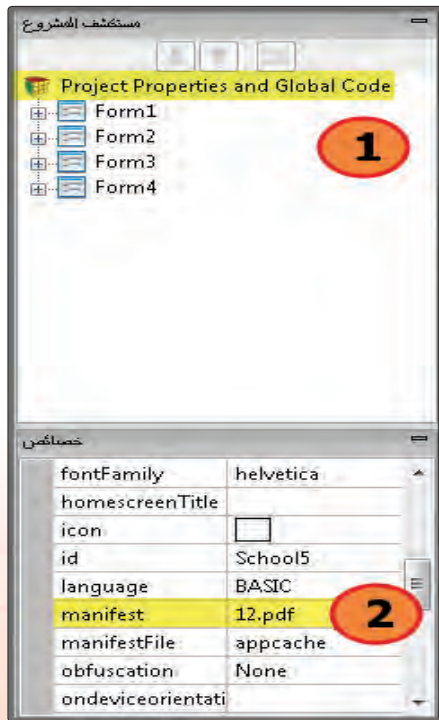 مستكشف المشروع
Project Properties and Global Code
Form1
Form2
Form3
Form4
1
خصائص
fontFamily helvetica
homescreenTitle
icon
id School5
language BASIC
manifest 12.pdf
2
manifestFile appcache
obfuscation None
ondeviceorientati